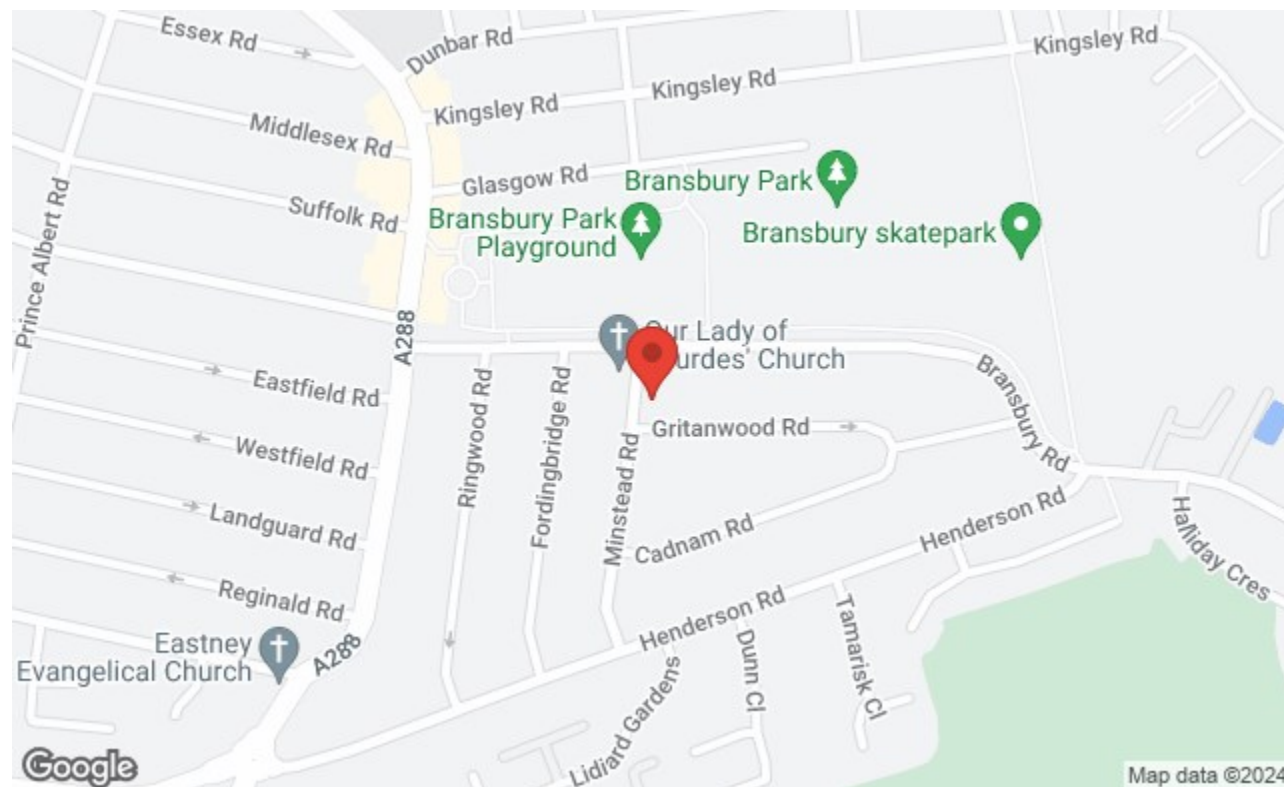 Essex Rd
Dunbar Rd
Kingsley Rd
Kingsley Rd
Kingsley Rd
Middlesex Rd
Glasgow Rd
Suffolk Rd
Prince Albert Rd
Bransbury Park
Bransbury Park
Playground
Bransbury skatepark
A288
Our Lady of
Church
Eastfield Rd
Ringwood Rd
Fordingbridge Rd
Bransbury Rd
Westfield Rd
Gritanwood Rd
Minstead Rd
Landguard Rd
Cadnam Rd
Henderson Rd
Halliday Cres
Reginald Rd
Henderson Rd
Tamarisk Cl
Dunn Cl
Eastney
Evangelical Church
A288
Lidiard Gardens
Google
Map data ©2024